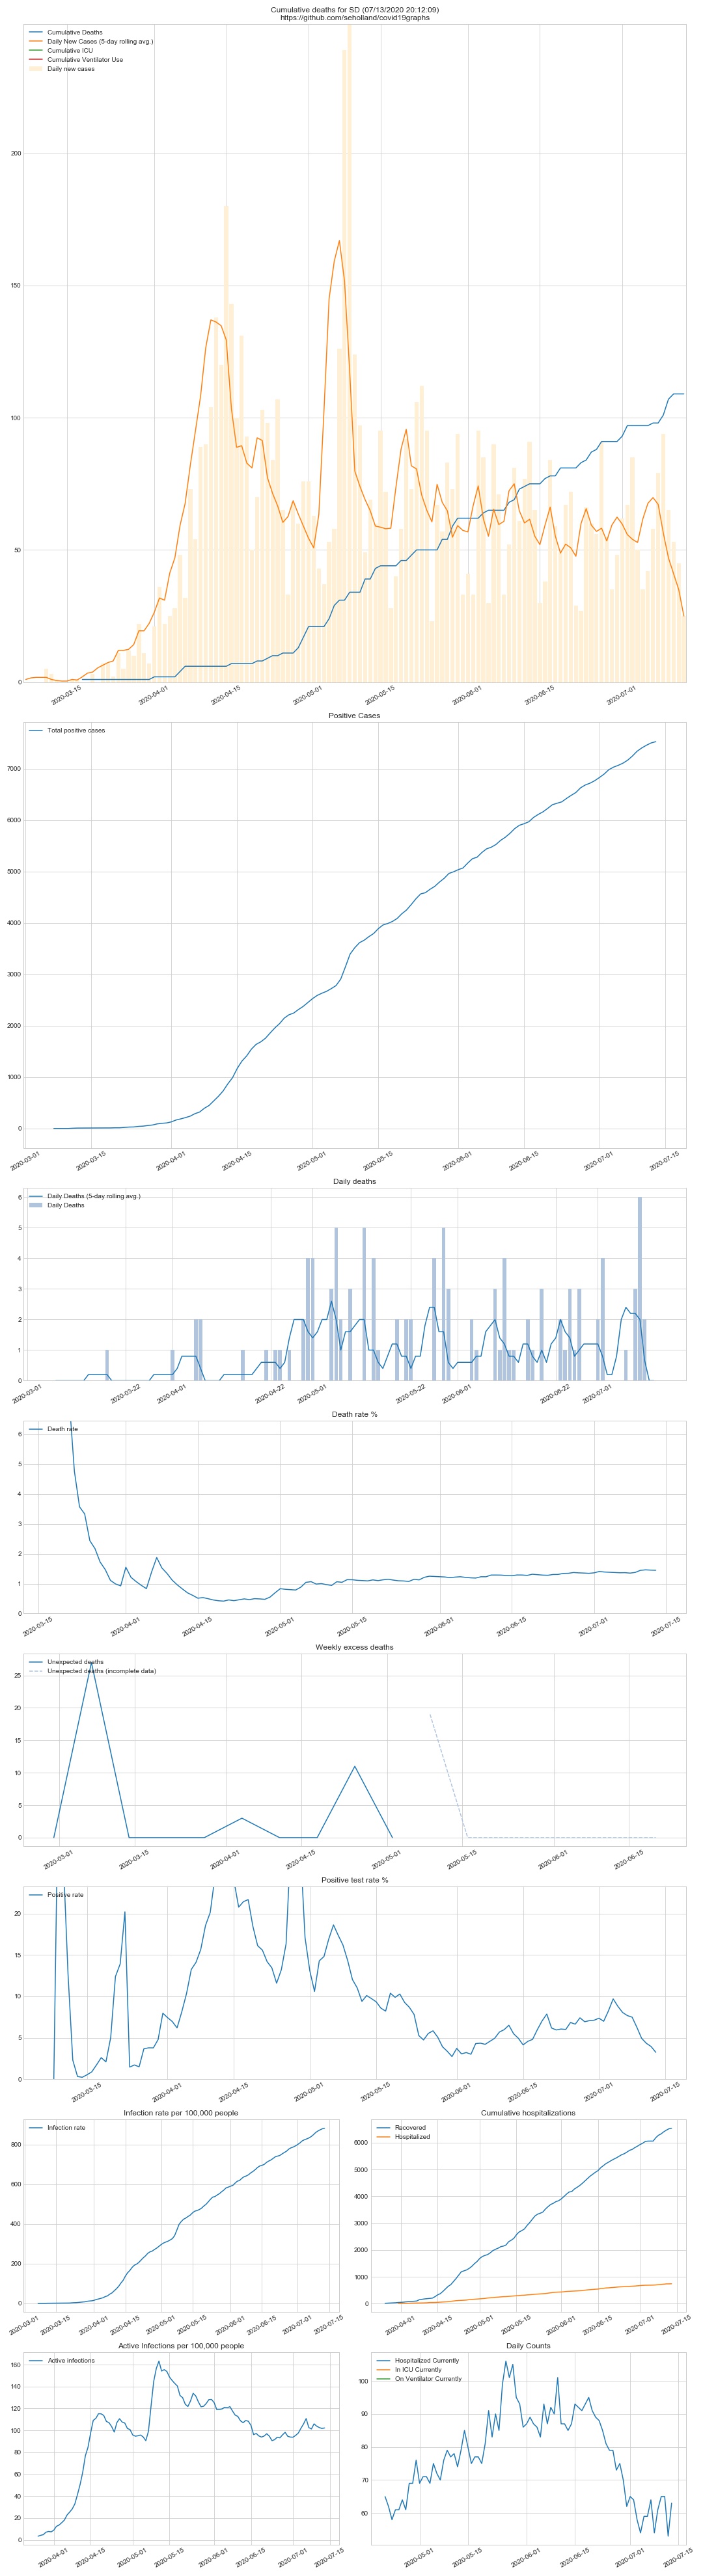 Cumulative deaths for SD (07/13/2020 20:12:09)
https://github.com/seholland/covid19graphs
Cumulative Deaths
Daily New Cases (5-day rolling avg.)
Cumulative ICU
Cumulative Ventilator Use
Daily new cases
200
150
100
50
0
2020-03-15 2020-04-01 2020-04-15 2020-05-01 2020-05-15 2020-06-01 2020-06-15 2020-07-01
Positive Cases
Total positive cases
7000
6000
5000
4000
3000
2000
1000
0
2020-03-01 2020-03-15 2020-04-01 2020-04-15 2020-05-01 2020-05-15 2020-06-01 2020-06-15 2020-07-01 2020-07-15
Daily deaths
Daily Deaths (5-day rolling avg.)
Daily Deaths
6
5
4
3
2
1
0
2020-03-01 2020-03-22 2020-04-01 2020-04-22 2020-05-01 2020-05-22 2020-06-01 2020-06-22 2020-07-01
Death rate %
Death rate
6
5
4
3
2
1
0
2020-03-15 2020-04-01 2020-04-15 2020-05-01 2020-05-15 2020-06-01 2020-06-15 2020-07-01 2020-07-15
Weekly excess deaths
Unexpected deaths
Unexpected deaths (incomplete data)
25
20
15
10
5
0
2020-03-01 2020-03-15 2020-04-01 2020-04-15 2020-05-01 2020-05-15 2020-06-01 2020-06-15
Positive test rate %
Positive rate
20
15
10
5
0
2020-03-15 2020-04-01 2020-04-15 2020-05-01 2020-05-15 2020-06-01 2020-06-15 2020-07-01 2020-07-15
Infection rate per 100,000 people
Infection rate
800
600
400
200
0
2020-03-01 2020-03-15 2020-04-01 2020-04-15 2020-05-01 2020-05-15 2020-06-01 2020-06-15 2020-07-01 2020-07-15
Cumulative hospitalizations
Recovered
Hospitalized
6000
5000
4000
3000
2000
1000
0
2020-04-01 2020-04-15 2020-05-01 2020-05-15 2020-06-01 2020-06-15 2020-07-01 2020-07-15
Active Infections per 100,000 people
Active infections
160
140
120
100
80
60
40
20
0
2020-04-01 2020-04-15 2020-05-01 2020-05-15 2020-06-01 2020-06-15 2020-07-01 2020-07-15
Daily Counts
Hospitalized Currently
In ICU Currently
On Ventilator Currently
100
90
80
70
60
2020-05-01 2020-05-15 2020-06-01 2020-06-15 2020-07-01 2020-07-15